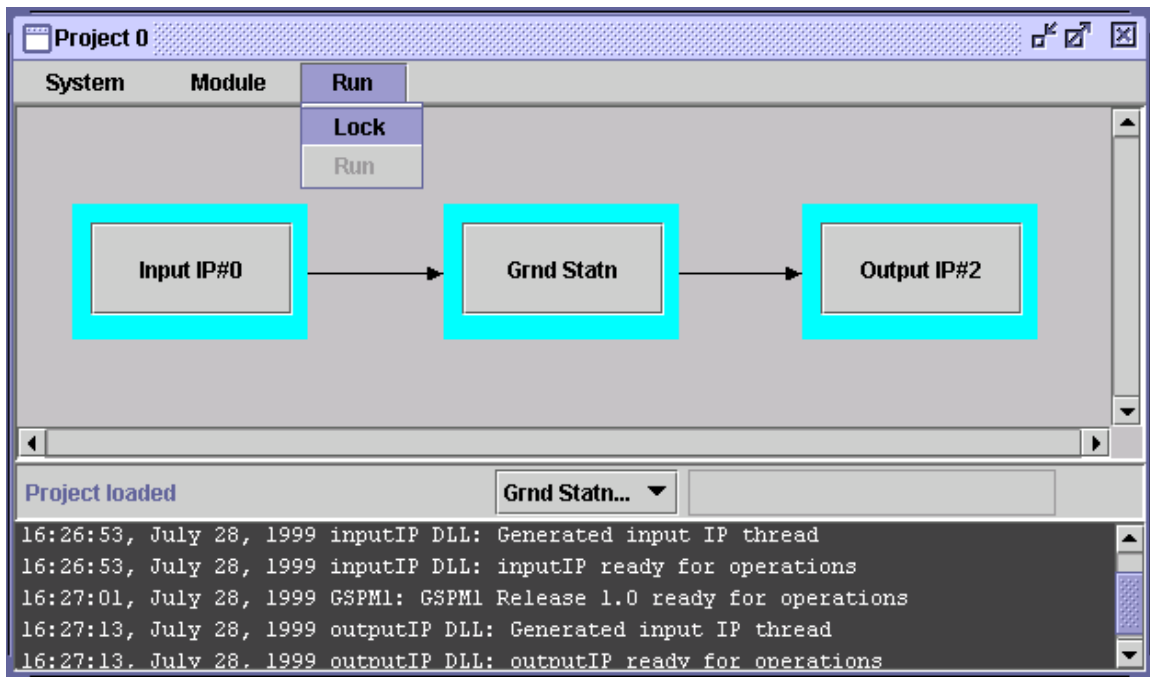 Project 0
System Module Run
Lock
Run
Input IP#0 Grnd Statn Output IP#2
Project loaded Grnd Statn...
16:26:53, July 28, 1999 inputIP DLL: Generated input IP thread
16:26:53, July 28, 1999 inputIP DLL: inputIP ready for operations
16:27:01, July 28, 1999 GSPM1: GSPM1 Release 1.0 ready for operations
16:27:13, July 28, 1999 outputIP DLL: Generated input IP thread
16:27:13, July 28, 1999 outputIP DLL: outputIP ready for operations